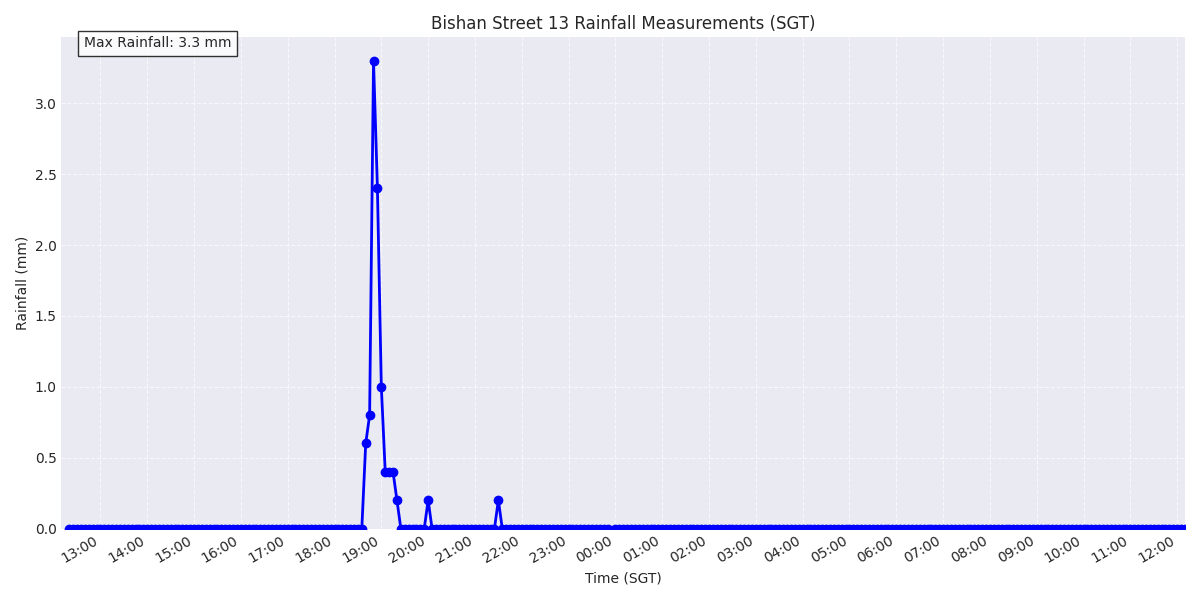 Bishan Street 13 Rainfall Measurements (SGT)
Max Rainfall: 3.3 mm
Rainfall (mm)
3.0
2.5
2.0
1.5
1.0
0.5
0.0
13:00 14:00 15:00 16:00 17:00 18:00 19:00 20:00 21:00 22:00 23:00 00:00 01:00 02:00 03:00 04:00 05:00 06:00 07:00 08:00 09:00 10:00 11:00 12:00
Time (SGT)